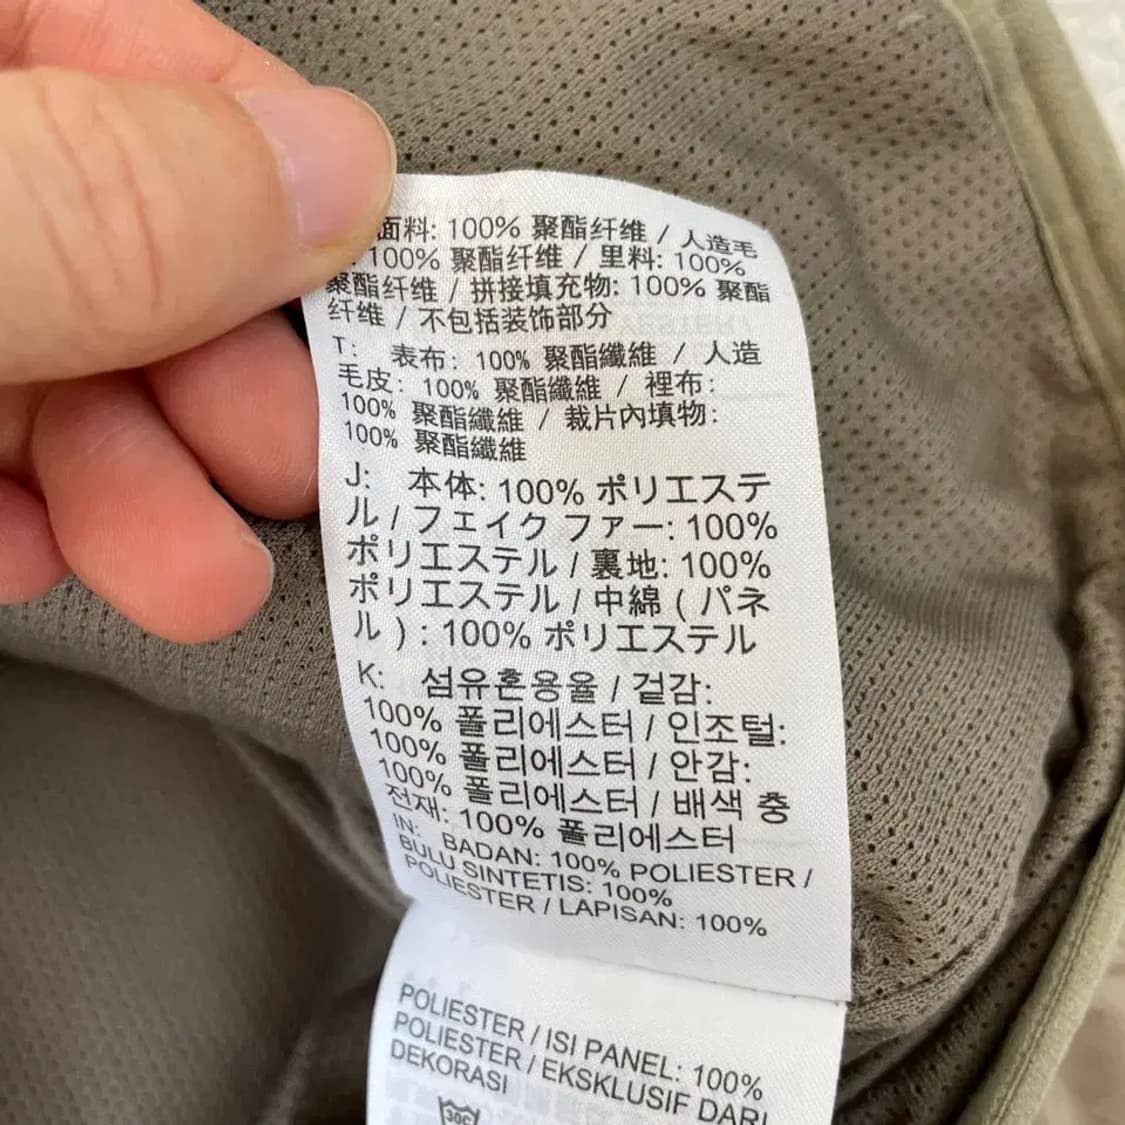 面料: 100% 聚酯纤维 / 人造毛
: 100% 聚酯纤维 / 里料: 100%
聚酯纤维 / 拼接填充物: 100% 聚酯
纤维 / 不包括装饰部分
T: 表布: 100% 聚酯纖維 / 人造
毛皮: 100% 聚酯纖維 / 裡布:
100% 聚酯纖維 / 裁片內填物:
100% 聚酯纖維
J: 本体: 100% ポリエステ
ル / フェイク ファー: 100%
ポリエステル / 裏地: 100%
ポリエステル / 中綿 ( パネ
ル ) : 100% ポリエステル
K: 섬유혼용율 / 겉감:
100% 폴리에스터 / 인조털:
100% 폴리에스터 / 안감:
100% 폴리에스터 / 배색 충
전재: 100% 폴리에스터
IN: BADAN: 100% POLIESTER /
BULU SINTETIS: 100%
POLIESTER / LAPISAN: 100%
POLIESTER / ISI PANEL: 100%
POLIESTER / EKSKLUSIF DARI
DEKORASI
30C